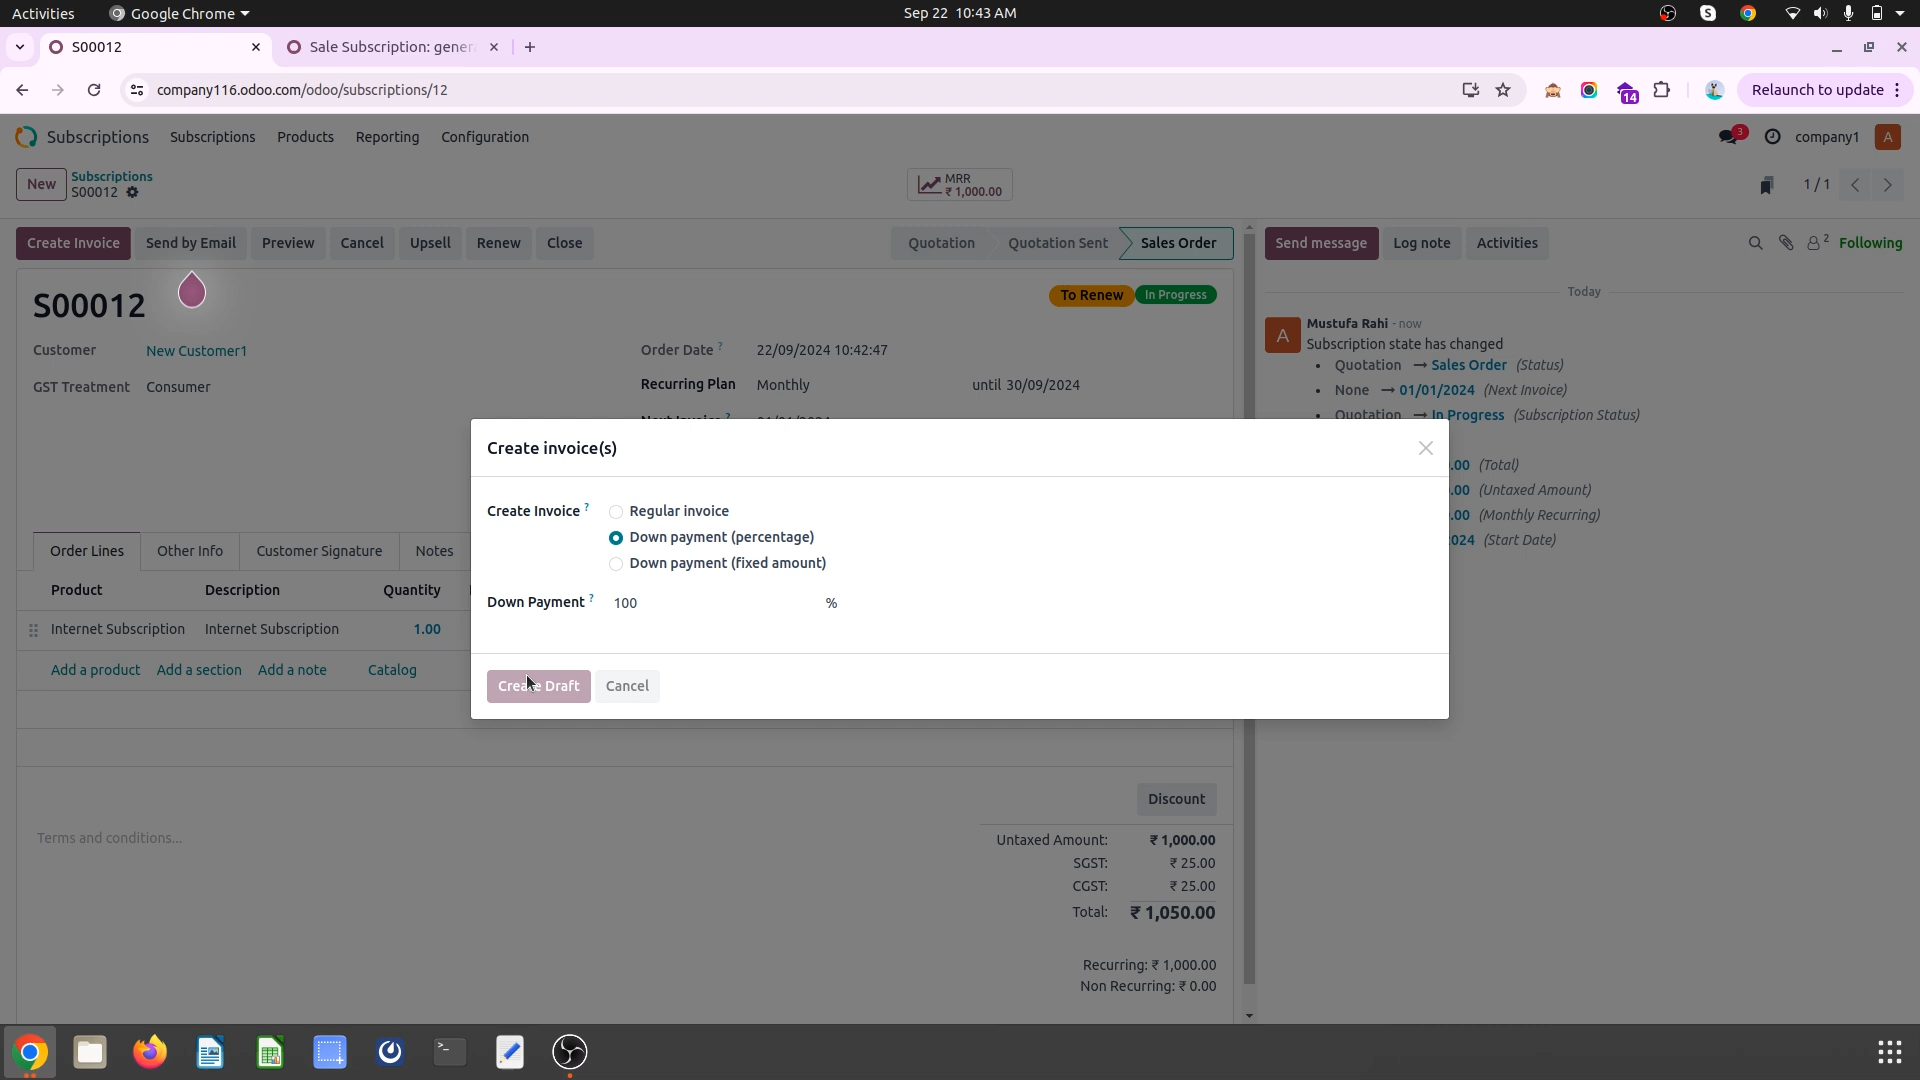 Activities Google Chrome Sep 22 10:43 AM
S00012 Sale Subscription: gener
company116.odoo.com/odoo/subscriptions/12 14 Relaunch to update
Subscriptions Subscriptions Products Reporting Configuration 3 company1 A
New Subscriptions S00012 MRR ₹ 1,000.00 1 / 1
Create Invoice Send by Email Preview Cancel Upsell Renew Close Quotation Quotation Sent Sales Order Send message Log note Activities 2 Following
S00012 To Renew In Progress
Today
Customer New Customer1 Order Date ? 22/09/2024 10:42:47
GST Treatment Consumer Recurring Plan Monthly until 30/09/2024
A Mustufa Rahi - now
Subscription state has changed
• Quotation → Sales Order (Status)
• None → 01/01/2024 (Next Invoice)
• Quotation → In Progress (Subscription Status)
.00 (Total)
.00 (Untaxed Amount)
.00 (Monthly Recurring)
024 (Start Date)
Create invoice(s)
Create Invoice ? Regular invoice
Down payment (percentage)
Down payment (fixed amount)
Down Payment ? 100 %
Create Draft Cancel
Order Lines Other Info Customer Signature Notes
Product Description Quantity
Internet Subscription Internet Subscription 1.00
Add a product Add a section Add a note Catalog
Discount
Terms and conditions...
Untaxed Amount: ₹ 1,000.00
SGST: ₹ 25.00
CGST: ₹ 25.00
Total: ₹ 1,050.00
Recurring: ₹ 1,000.00
Non Recurring: ₹ 0.00